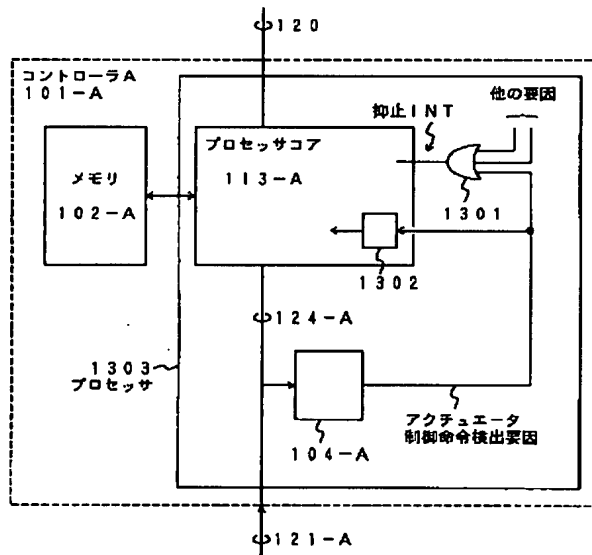 120
コントローラA
101-A
他の要因
抑止INT
プロセッサコア
113-A
メモリ
102-A
1301
1302
124-A
1303
プロセッサ
アクチュエータ
制御命令検出要因
104-A
121-A